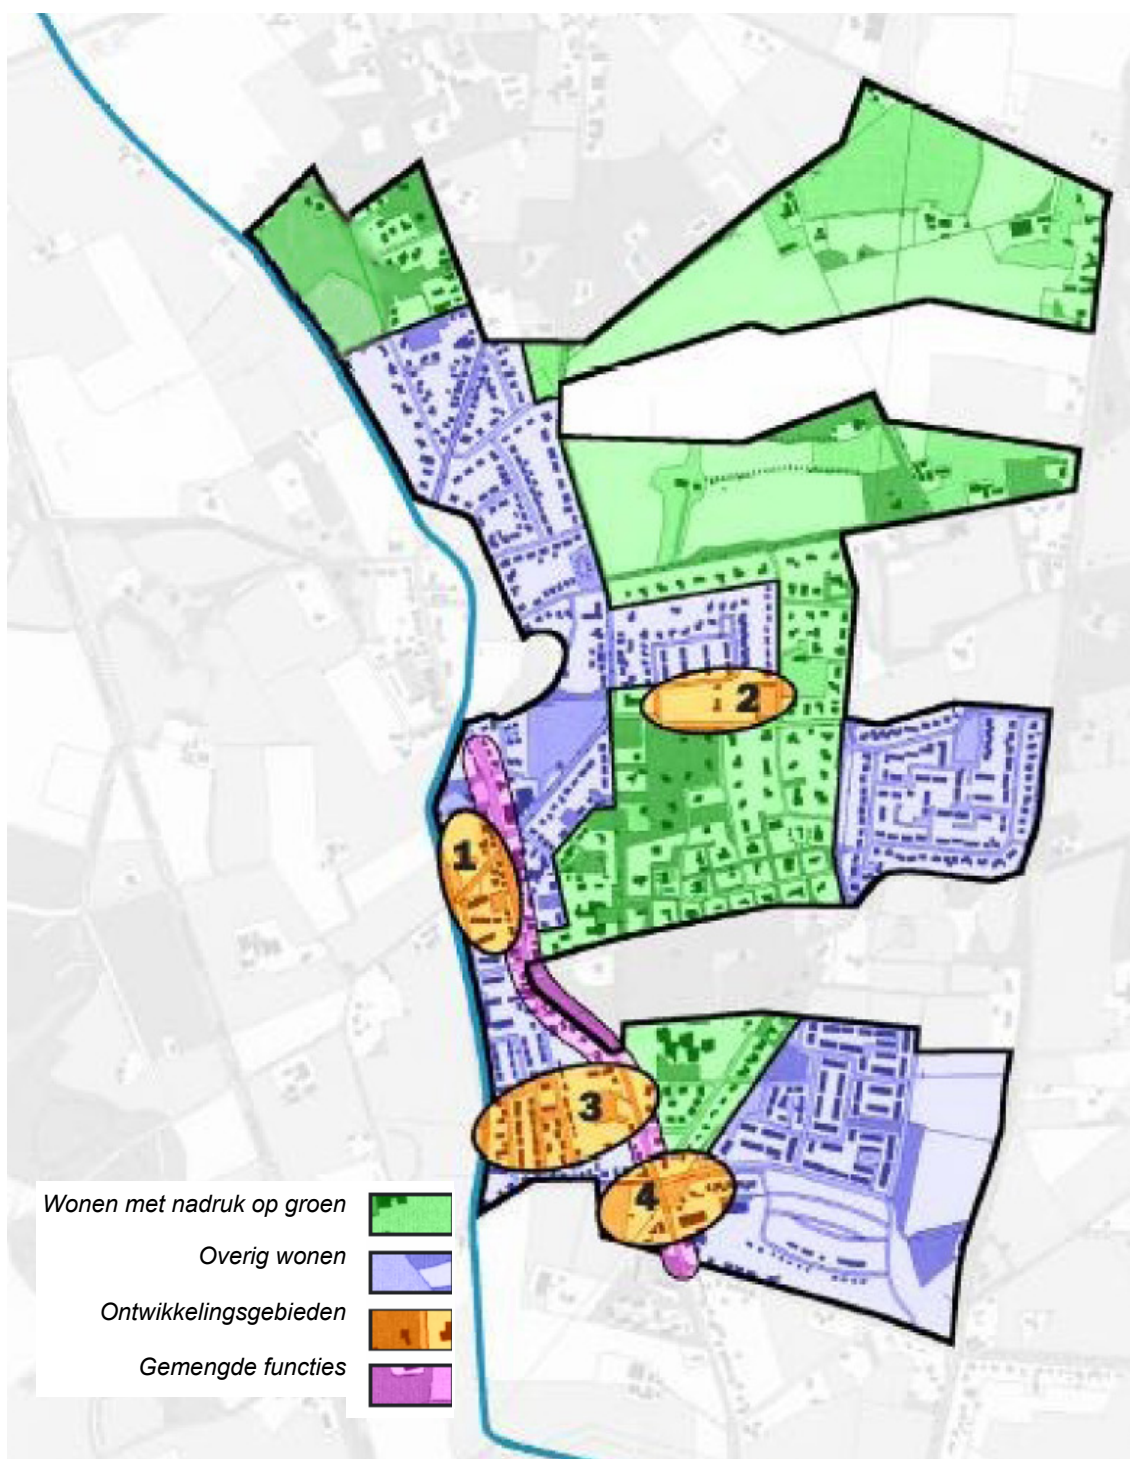 2
1
3
4
Wonen met nadruk op groen
Overig wonen
Ontwikkelingsgebieden
Gemengde functies